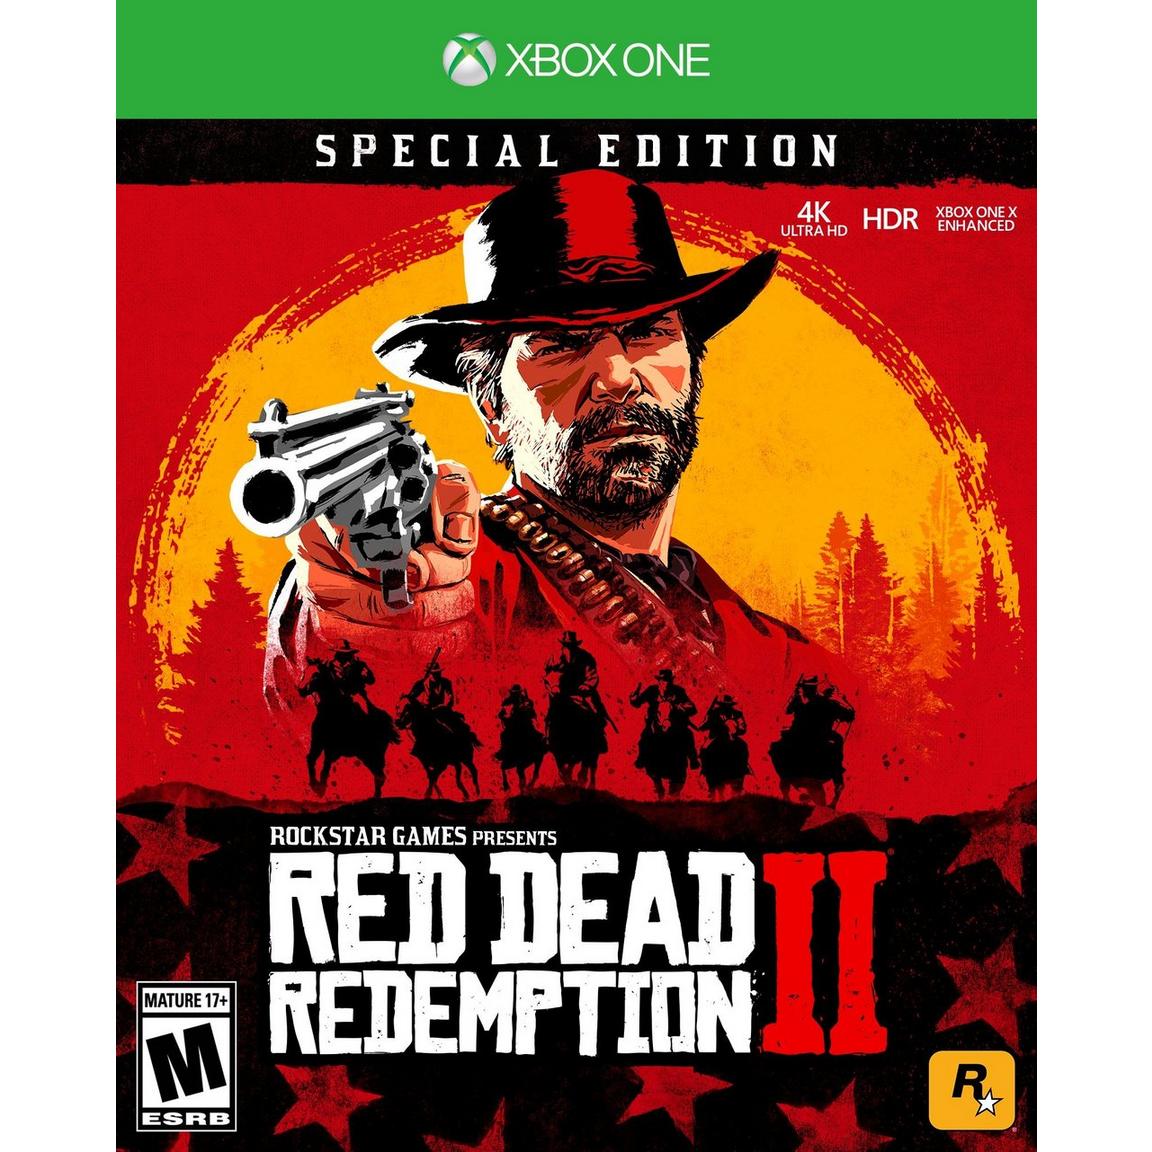 XBOX ONE
SPECIAL EDITION
4K
ULTRA HD
HDR
XBOX ONE X
ENHANCED
ROCKSTAR GAMES PRESENTS
RED DEAD
REDEMPTION II
MATURE 17+
M
ESRB
R